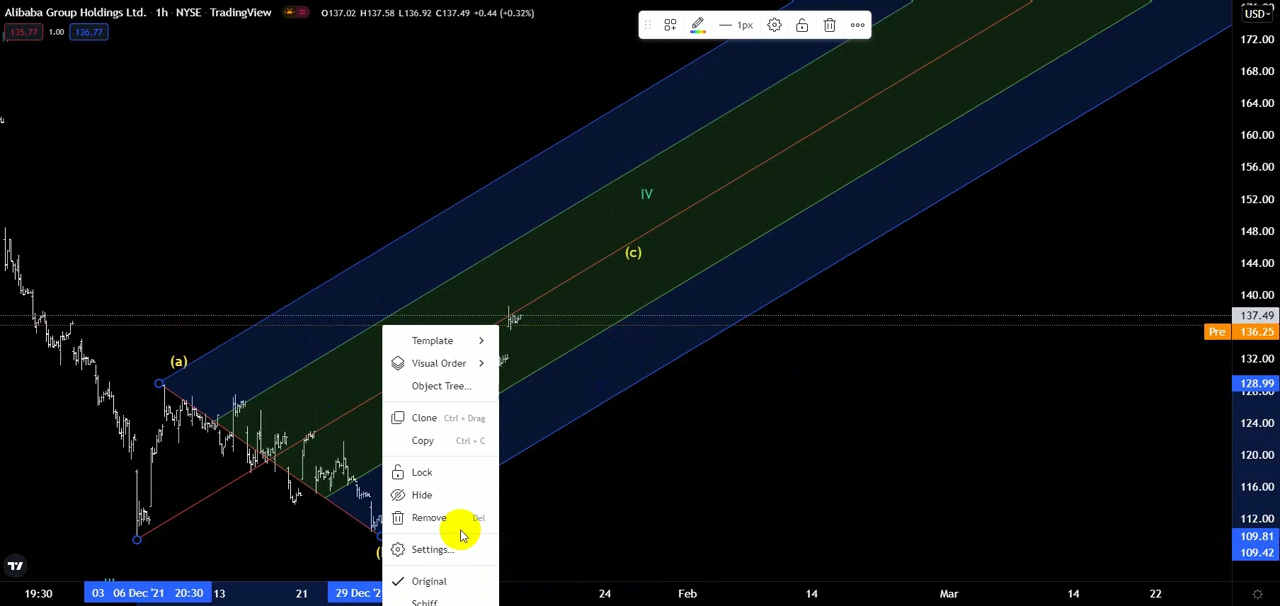 Alibaba Group Holdings Ltd. · 1h · NYSE · TradingView O137.02 H137.58 L136.92 C137.49 +0.44 (+0.32%)
135.77 1.00 136.77
1px
USD
172.00
168.00
164.00
160.00
156.00
152.00
148.00
144.00
140.00
137.49
Pre 136.25
132.00
128.99
128.00
124.00
120.00
116.00
112.00
109.81
109.42
IV
(c)
(a)
Template
Visual Order
Object Tree...
Clone Ctrl + Drag
Copy Ctrl + C
Lock
Hide
Remove Del
Settings...
Original
Schiff
19:30 03 06 Dec '21 20:30 13 21 29 Dec '2 24 Feb 14 Mar 14 22